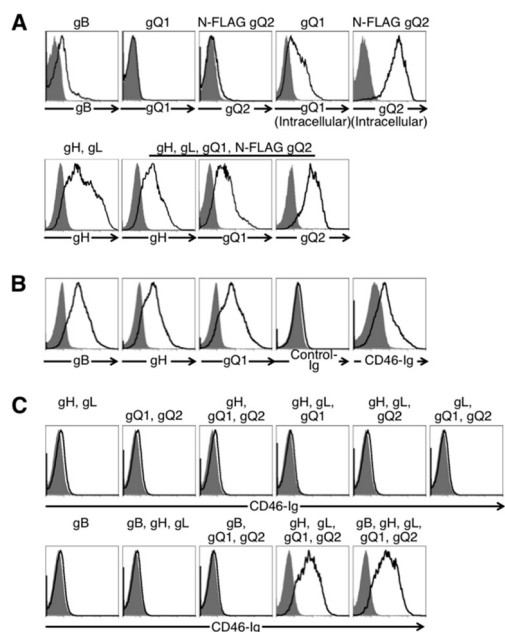 A
gB gQ1 N-FLAG gQ2 gQ1 N-FLAG gQ2
gB gQ1 gQ2 gQ1 gQ2
(Intracellular) (Intracellular)
gH, gL gH, gL, gQ1, N-FLAG gQ2
gH gH gQ1 gQ2
B
gB gH gQ1 Control-Ig CD46-Ig
C
gH, gL
gQ1, gQ2
gH,
gQ1, gQ2
gH, gL,
gQ1
gH, gL,
gQ2
gL,
gQ1, gQ2
CD46-Ig
gB
gB, gH, gL
gB,
gQ1, gQ2
gH, gL,
gQ1, gQ2
gB, gH, gL,
gQ1, gQ2
CD46-Ig